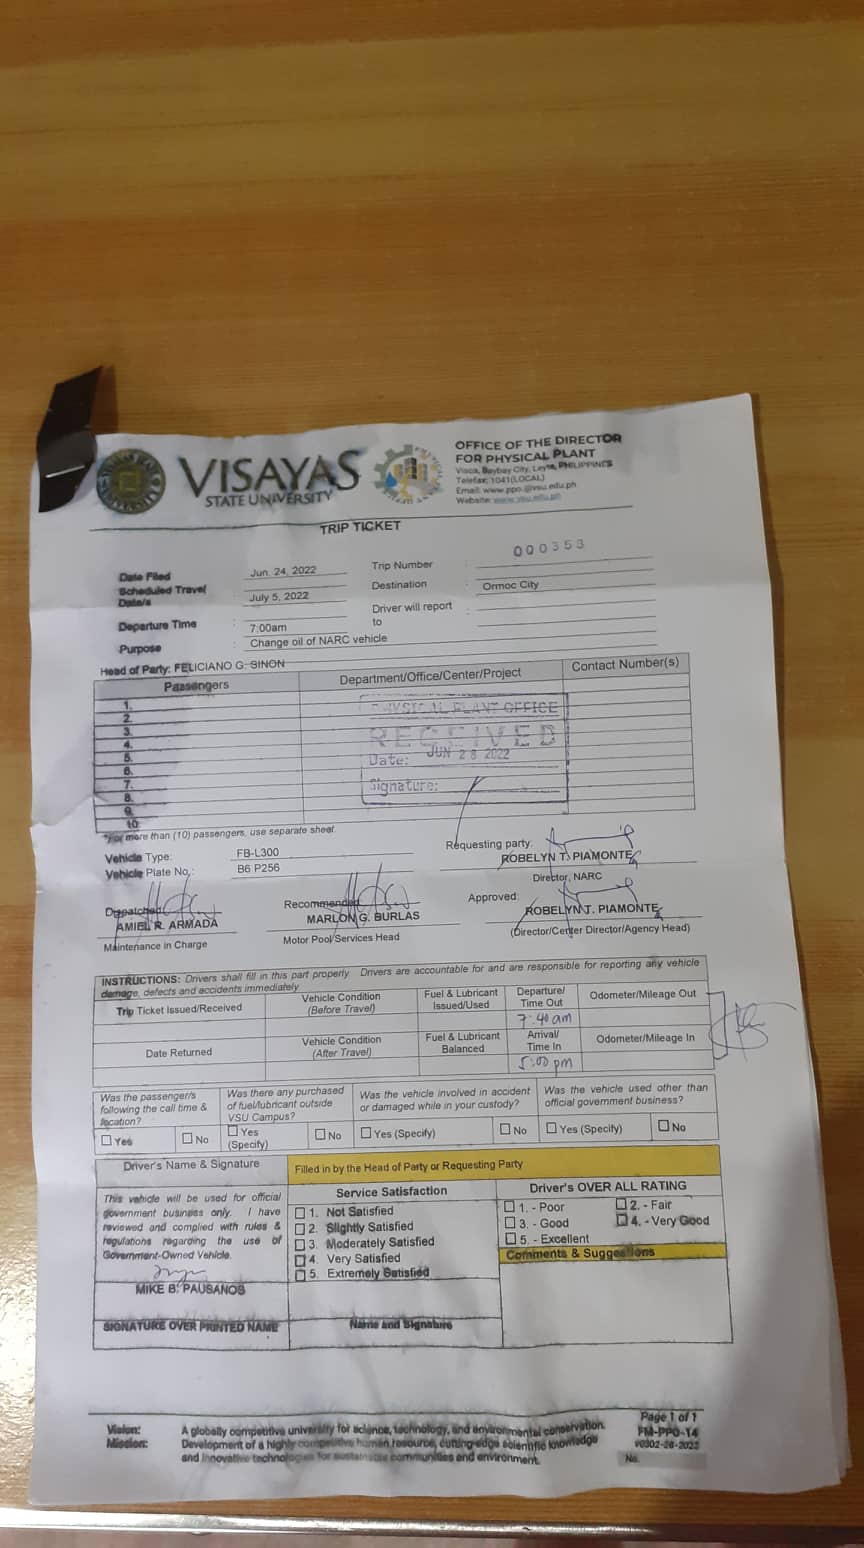 VISAYAS
STATE UNIVERSITY
OFFICE OF THE DIRECTOR
FOR PHYSICAL PLANT
Visca, Baybay City, Leyte, PHILIPPINES
Telefax: 1041(LOCAL)
Email: www.ppo.@vsu.edu.ph
Website: www.vsu.edu.ph
TRIP TICKET
Date Filed : Jun. 24, 2022 Trip Number : 000353
Scheduled Travel Date/s : July 5, 2022 Destination : Ormoc City
Departure Time : 7:00am Driver will report to :
Purpose : Change oil of NARC vehicle
Head of Party: FELICIANO G. SINON
Passengers Department/Office/Center/Project Contact Number(s)
1.
2.
3.
4.
5.
6.
7.
8.
9.
10.
PHYSICAL PLANT OFFICE
RECEIVED
Date: JUN 28 2022
Signature:
*For more than (10) passengers, use separate sheet.
Vehicle Type: FB-L300
Vehicle Plate No.: B6 P256
Requesting party:
ROBELYN T. PIAMONTE
Director, NARC
Dispatched
AMIEL R. ARMADA
Maintenance in Charge
Recommended
MARLON G. BURLAS
Motor Pool/Services Head
Approved:
ROBELYN T. PIAMONTE
(Director/Center Director/Agency Head)
INSTRUCTIONS: Drivers shall fill in this part properly Drivers are accountable for and are responsible for reporting any vehicle
damage, defects and accidents immediately
Trip Ticket Issued/Received Vehicle Condition (Before Travel) Fuel & Lubricant Issued/Used Departure/ Time Out Odometer/Mileage Out
7:40 am
Date Returned Vehicle Condition (After Travel) Fuel & Lubricant Balanced Arrival/ Time In Odometer/Mileage In
5:00 pm
Was the passenger/s following the call time & location?
Yes No
Was there any purchased of fuel/lubricant outside VSU Campus?
Yes (Specify) No
Was the vehicle involved in accident or damaged while in your custody?
Yes (Specify) No
Was the vehicle used other than official government business?
Yes (Specify) No
Driver's Name & Signature
This vehicle will be used for official
government business only. I have
reviewed and complied with rules &
regulations regarding the use of
Government-Owned Vehicle.
MIKE B. PAUSANOS
SIGNATURE OVER PRINTED NAME
Filled in by the Head of Party or Requesting Party
Service Satisfaction
1. Not Satisfied
2. Slightly Satisfied
3. Moderately Satisfied
4. Very Satisfied
5. Extremely Satisfied
Name and Signature
Driver's OVER ALL RATING
1. - Poor 2. - Fair
3. - Good 4. - Very Good
5. - Excellent
Comments & Suggestions
Vision: A globally competitive university for science, technology, and environmental conservation.
Mission: Development of a highly competitive human resource, cutting-edge scientific knowledge
and innovative technologies for sustainable communities and environment.
Page 1 of 1
FM-PPO-14
No.